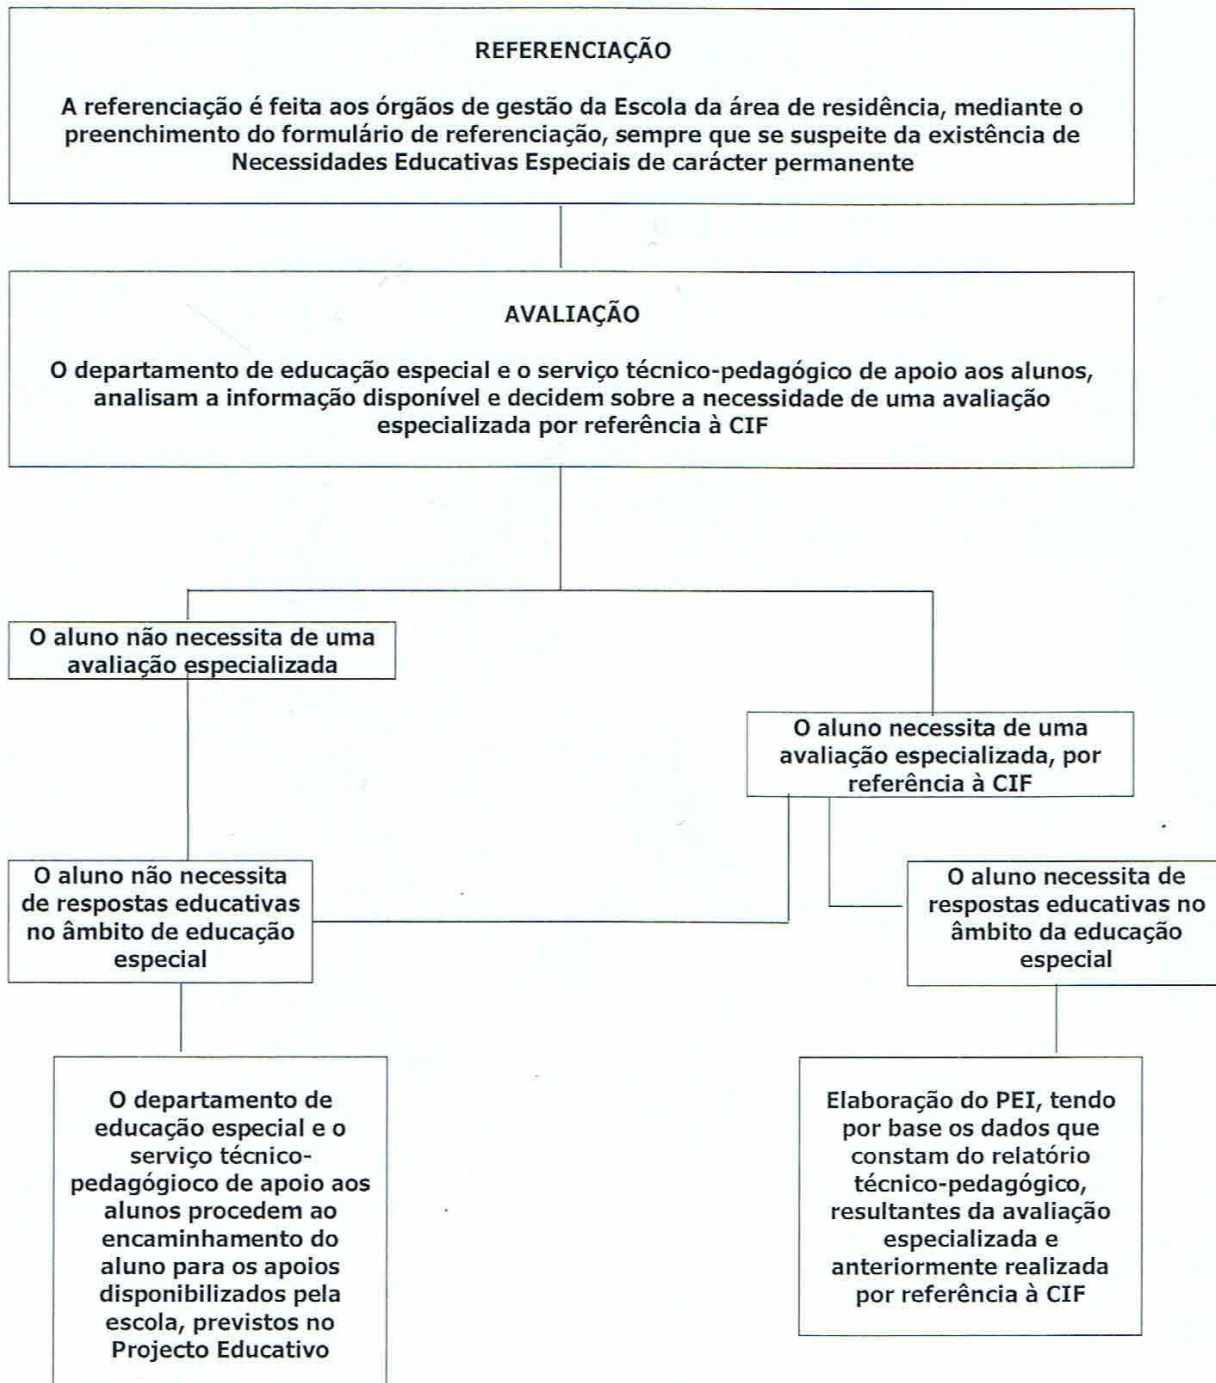 REFERENCIAÇÃO
A referenciação é feita aos órgãos de gestão da Escola da área de residência, mediante o
preenchimento do formulário de referenciação, sempre que se suspeite da existência de
Necessidades Educativas Especiais de carácter permanente
AVALIAÇÃO
O departamento de educação especial e o serviço técnico-pedagógico de apoio aos alunos,
analisam a informação disponível e decidem sobre a necessidade de uma avaliação
especializada por referência à CIF
O aluno não necessita de uma
avaliação especializada
O aluno necessita de uma
avaliação especializada, por
referência à CIF
O aluno não necessita
de respostas educativas
no âmbito de educação
especial
O aluno necessita de
respostas educativas no
âmbito da educação
especial
O departamento de
educação especial e o
serviço técnico-
pedagógioco de apoio aos
alunos procedem ao
encaminhamento do
aluno para os apoios
disponibilizados pela
escola, previstos no
Projecto Educativo
Elaboração do PEI, tendo
por base os dados que
constam do relatório
técnico-pedagógico,
resultantes da avaliação
especializada e
anteriormente realizada
por referência à CIF